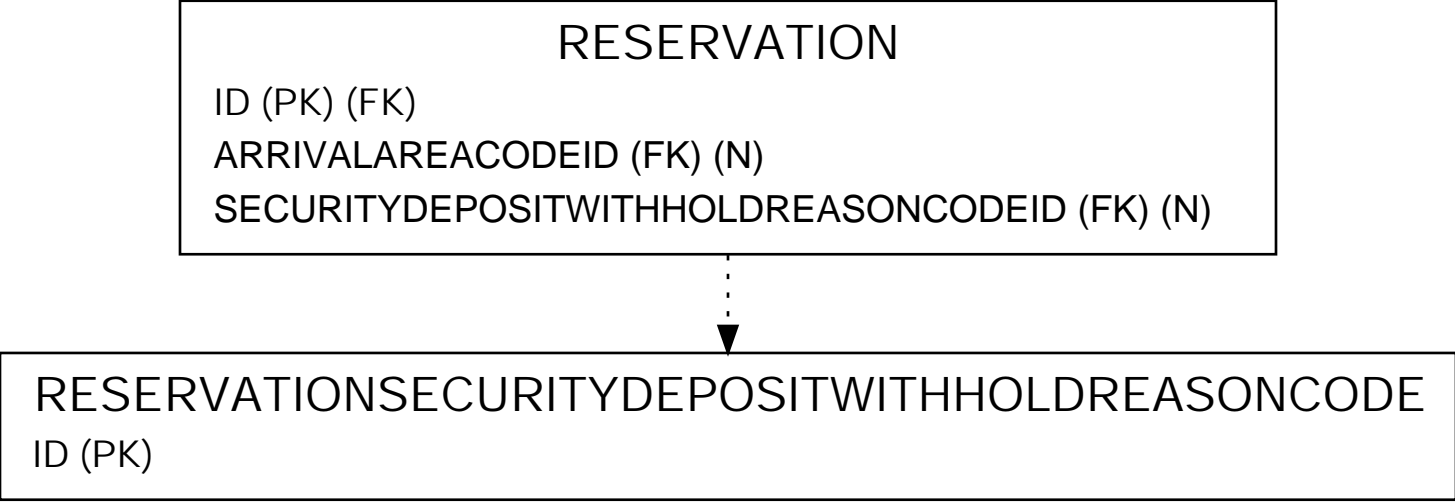 RESERVATION
ID (PK) (FK)
ARRIVALAREACODEID (FK) (N)
SECURITYDEPOSITWITHHOLDREASONCODEID (FK) (N)
RESERVATIONSECURITYDEPOSITWITHHOLDREASONCODE
ID (PK)